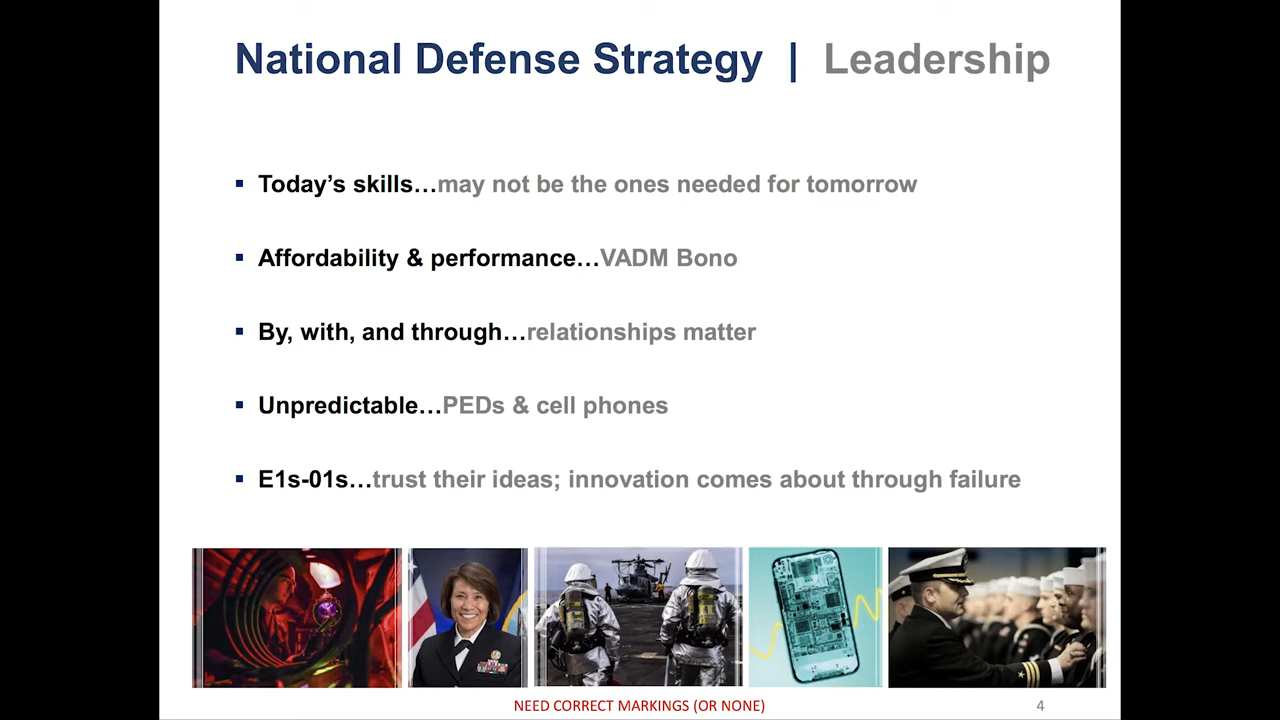 National Defense Strategy | Leadership
▪ Today’s skills…may not be the ones needed for tomorrow
▪ Affordability & performance…VADM Bono
▪ By, with, and through…relationships matter
▪ Unpredictable…PEDs & cell phones
▪ E1s-01s…trust their ideas; innovation comes about through failure
NEED CORRECT MARKINGS (OR NONE)
4